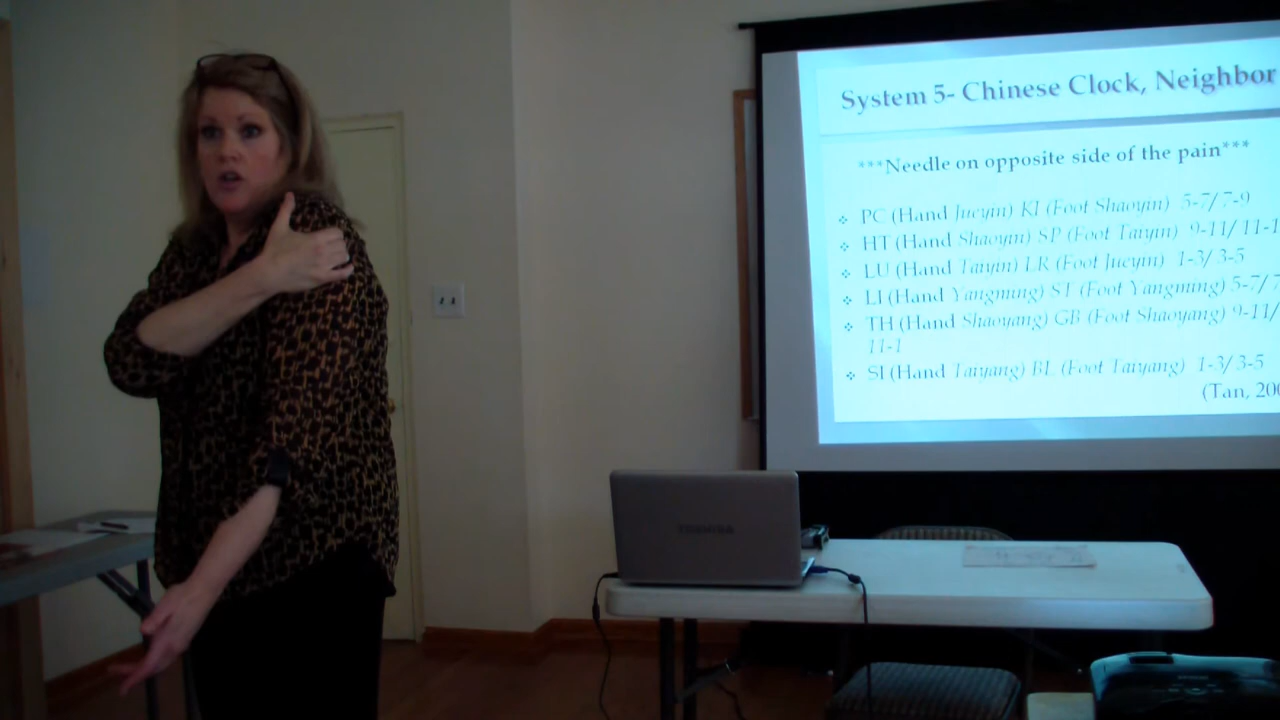 System 5- Chinese Clock, Neighbor
***Needle on opposite side of the pain***
PC (Hand Jueyin) KI (Foot Shaoyin) 5-7/7-9
HT (Hand Shaoyin) SP (Foot Taiyin) 9-11/ 11-1
LU (Hand Taiyin) LR (Foot Jueyin) 1-3/ 3-5
LI (Hand Yangming) ST (Foot Yangming) 5-7/ 7
TH (Hand Shaoyang) GB (Foot Shaoyang) 9-11/
11-1
SI (Hand Taiyang) BL (Foot Taiyang) 1-3/ 3-5
(Tan, 200
TOSHIBA